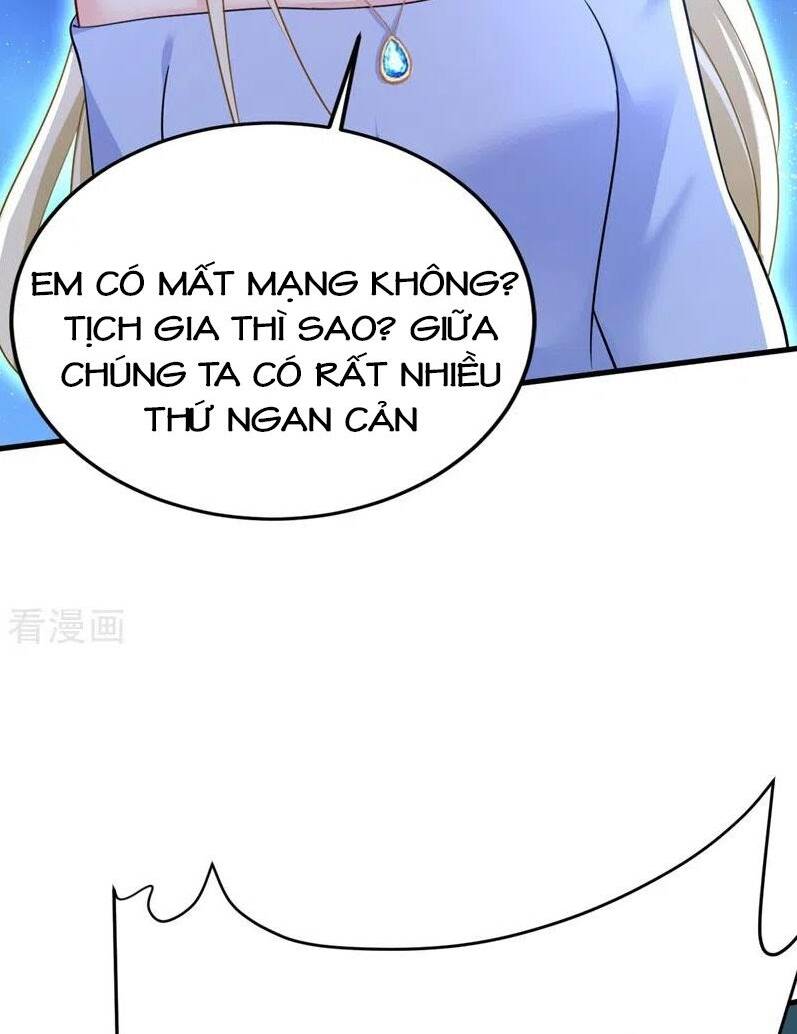 EM CÓ MẤT MẠNG KHÔNG?
TỊCH GIA THÌ SAO? GIỮA
CHÚNG TA CÓ RẤT NHIỀU
THỨ NGAN CẢN
看漫画